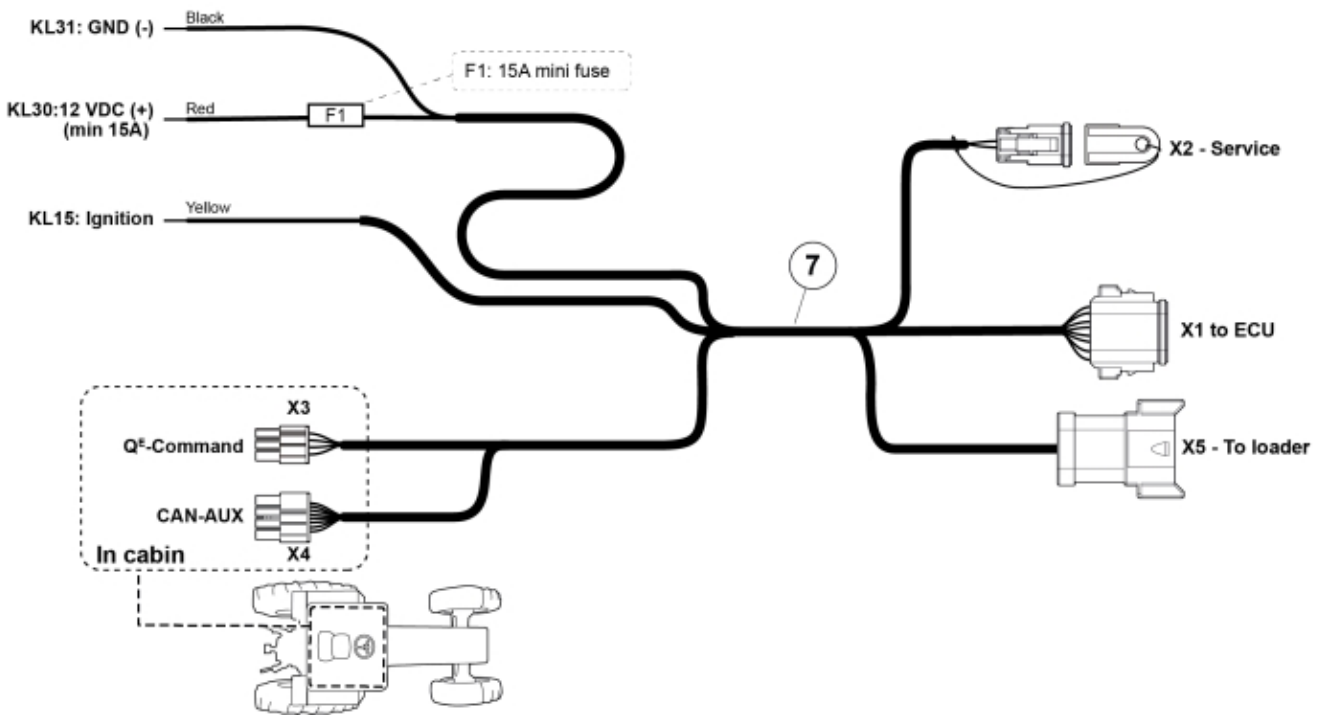 Black
KL31: GND (-)
F1: 15A mini fuse
KL30:12 VDC (+)
(min 15A)
Red
F1
X2 - Service
KL15: Ignition
Yellow
7
X1 to ECU
X3
Qᴱ-Command
X5 - To loader
CAN-AUX
X4
In cabin